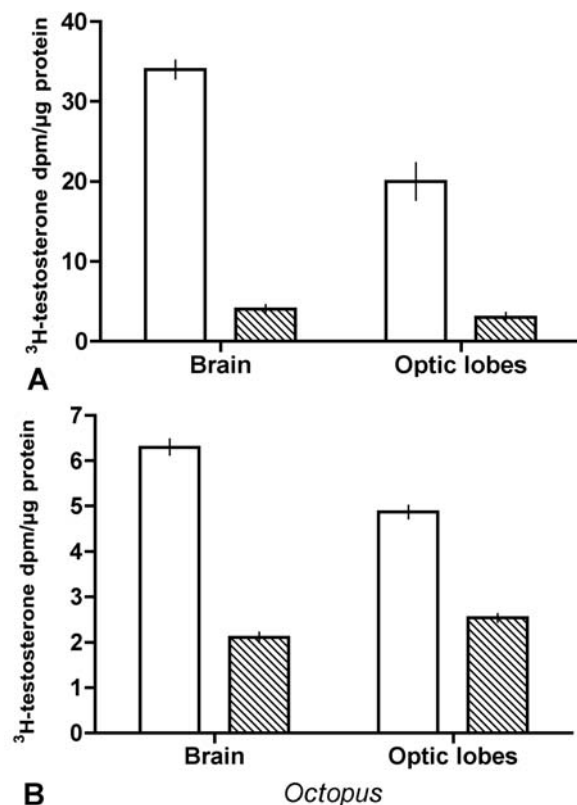 40
30
20
10
0
³H-testosterone dpm/µg protein
Brain Optic lobes
A
7
6
5
4
3
2
1
0
³H-testosterone dpm/µg protein
Brain Optic lobes
B Octopus